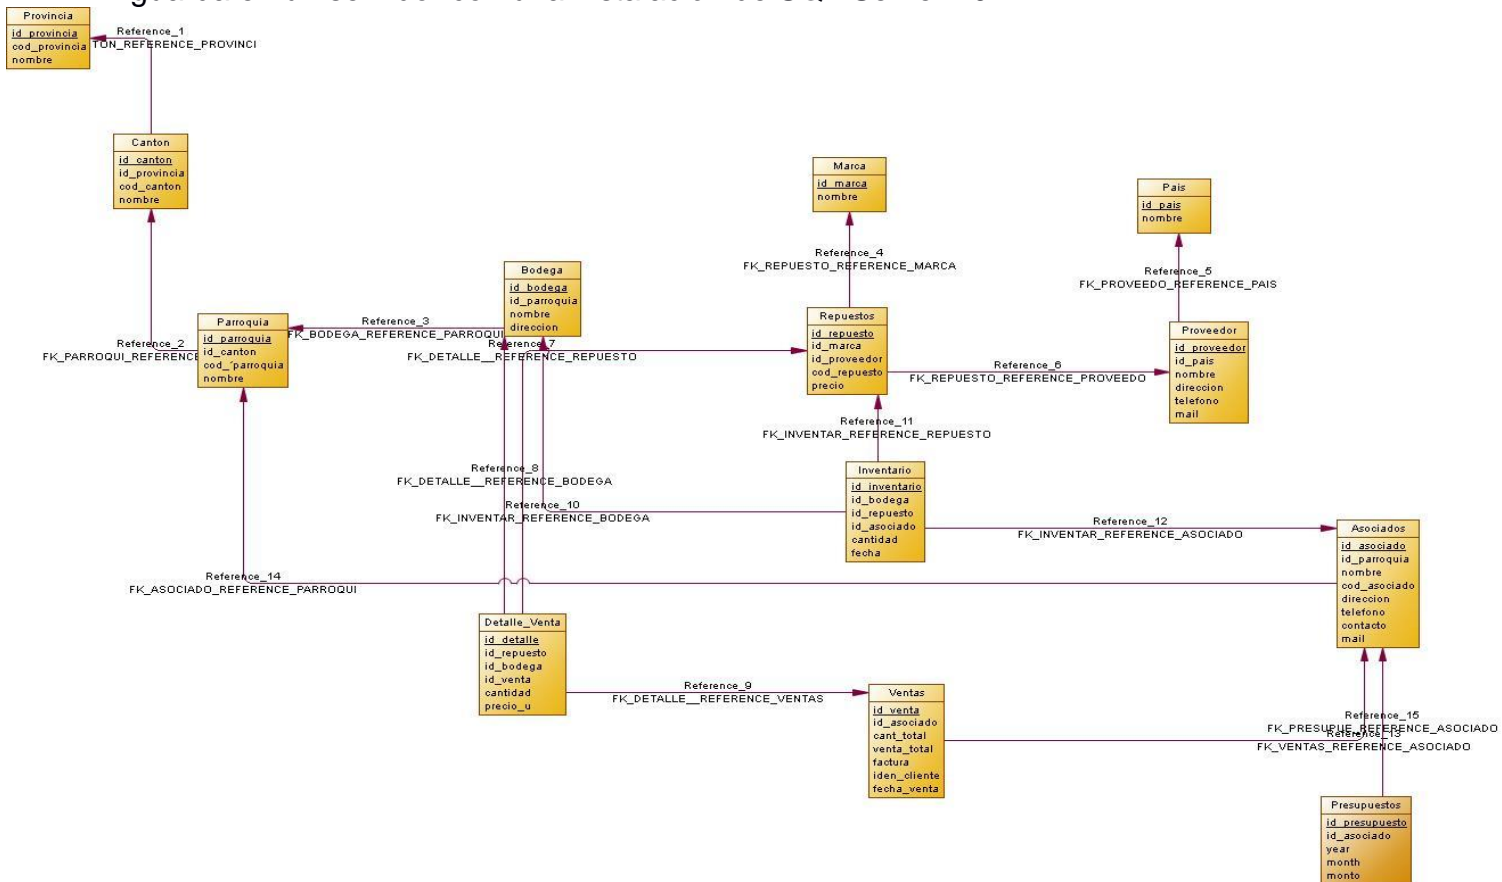 Provincia
id_provincia
cod_provincia
nombre
Reference_1
TON_REFERENCE_PROVINCI
Canton
id_canton
id_provincia
cod_canton
nombre
Marca
id_marca
nombre
Pais
id_pais
nombre
Reference_4
FK_REPUESTO_REFERENCE_MARCA
Reference_5
FK_PROVEEDO_REFERENCE_PAIS
Bodega
id_bodega
id_parroquia
nombre
direccion
Parroquia
id_parroquia
id_canton
cod_´parroquia
nombre
Reference_3
FK_BODEGA_REFERENCE_PARROQUI
Reference_2
FK_PARROQUI_REFERENCE
Reference_7
FK_DETALLE__REFERENCE_REPUESTO
Repuestos
id_repuesto
id_marca
id_proveedor
cod_repuesto
precio
Proveedor
id_proveedor
id_pais
nombre
direccion
telefono
mail
Reference_6
FK_REPUESTO_REFERENCE_PROVEEDO
Reference_11
FK_INVENTAR_REFERENCE_REPUESTO
Reference_8
FK_DETALLE__REFERENCE_BODEGA
Reference_10
FK_INVENTAR_REFERENCE_BODEGA
Inventario
id_inventario
id_bodega
id_repuesto
id_asociado
cantidad
fecha
Reference_12
FK_INVENTAR_REFERENCE_ASOCIADO
Asociados
id_asociado
id_parroquia
nombre
cod_asociado
direccion
telefono
contacto
mail
Reference_14
FK_ASOCIADO_REFERENCE_PARROQUI
Detalle_Venta
id_detalle
id_repuesto
id_bodega
id_venta
cantidad
precio_u
Reference_9
FK_DETALLE__REFERENCE_VENTAS
Ventas
id_venta
id_asociado
cant_total
venta_total
factura
iden_cliente
fecha_venta
Reference_15
FK_PRESUPUE_REFERENCE_ASOCIADO
Reference_13
FK_VENTAS_REFERENCE_ASOCIADO
Presupuestos
id_presupuesto
id_asociado
year
month
monto